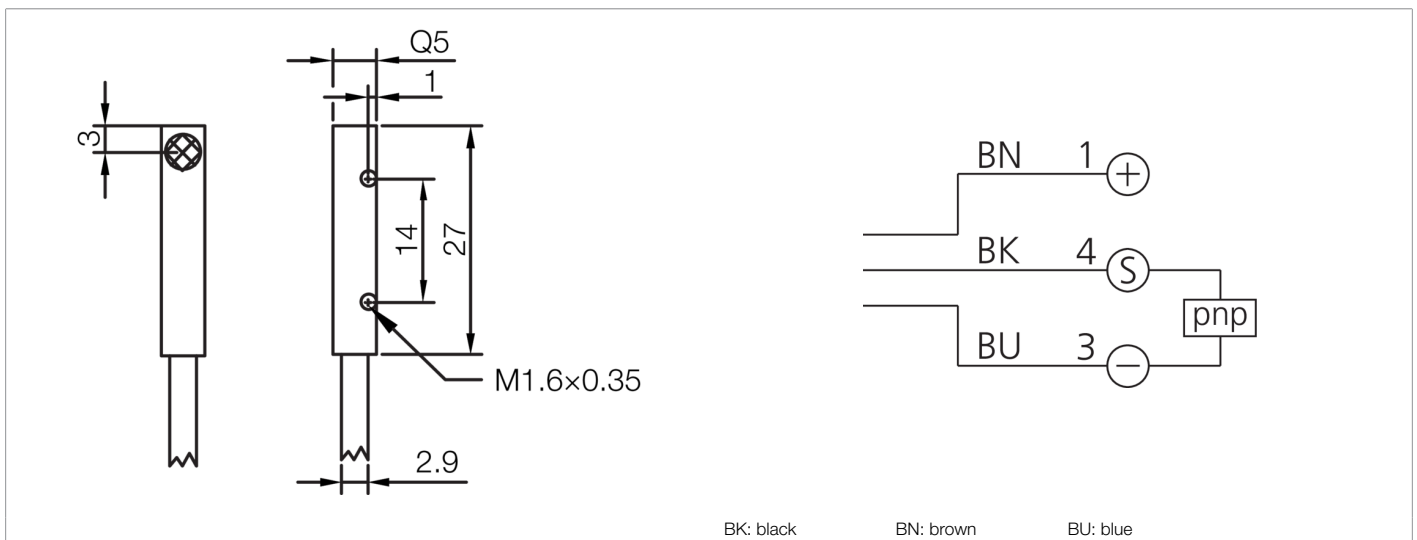 Q5
1
3
14
27
M1.6×0.35
2.9
BN 1 +
BK 4 S
pnp
BU 3 −
BK: black BN: brown BU: blue